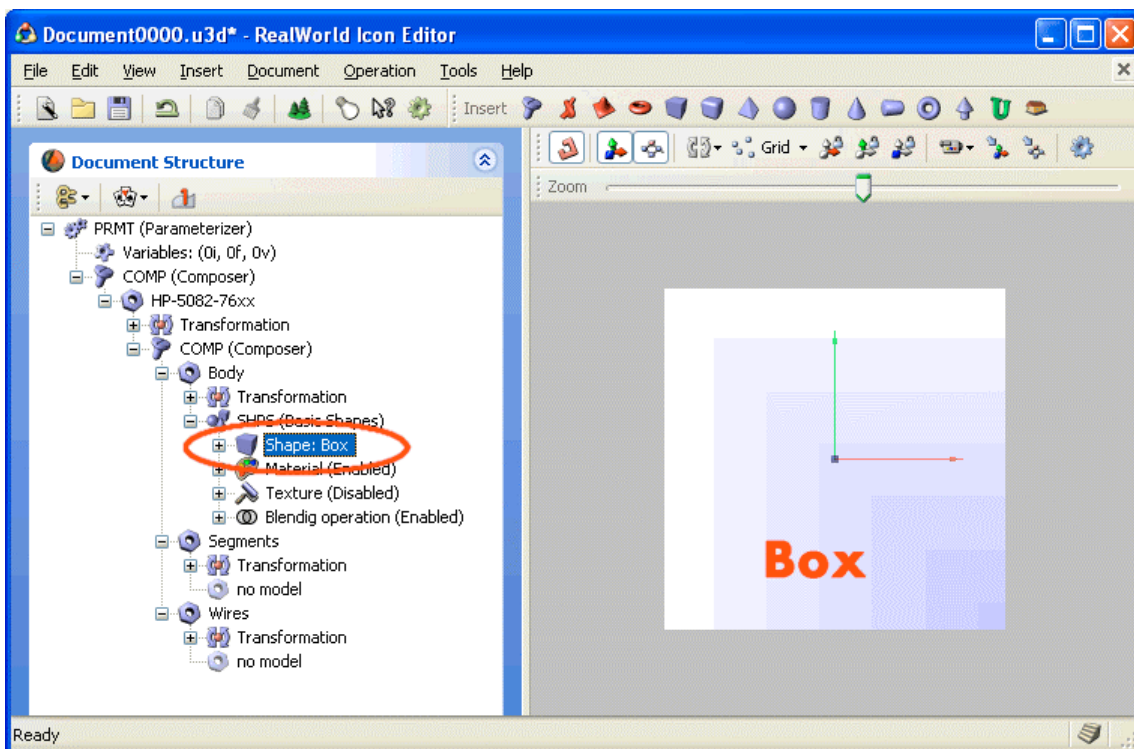 Document0000.u3d* - RealWorld Icon Editor
File Edit View Insert Document Operation Tools Help
Insert
Document Structure
Grid
Zoom
PRMT (Parameterizer)
Variables: (0i, 0f, 0v)
COMP (Composer)
HP-5082-76xx
Transformation
COMP (Composer)
Body
Transformation
SHPS (Basic Shapes)
Shape: Box
Material (Enabled)
Texture (Disabled)
Blendig operation (Enabled)
Segments
Transformation
no model
Wires
Transformation
no model
Box
Ready